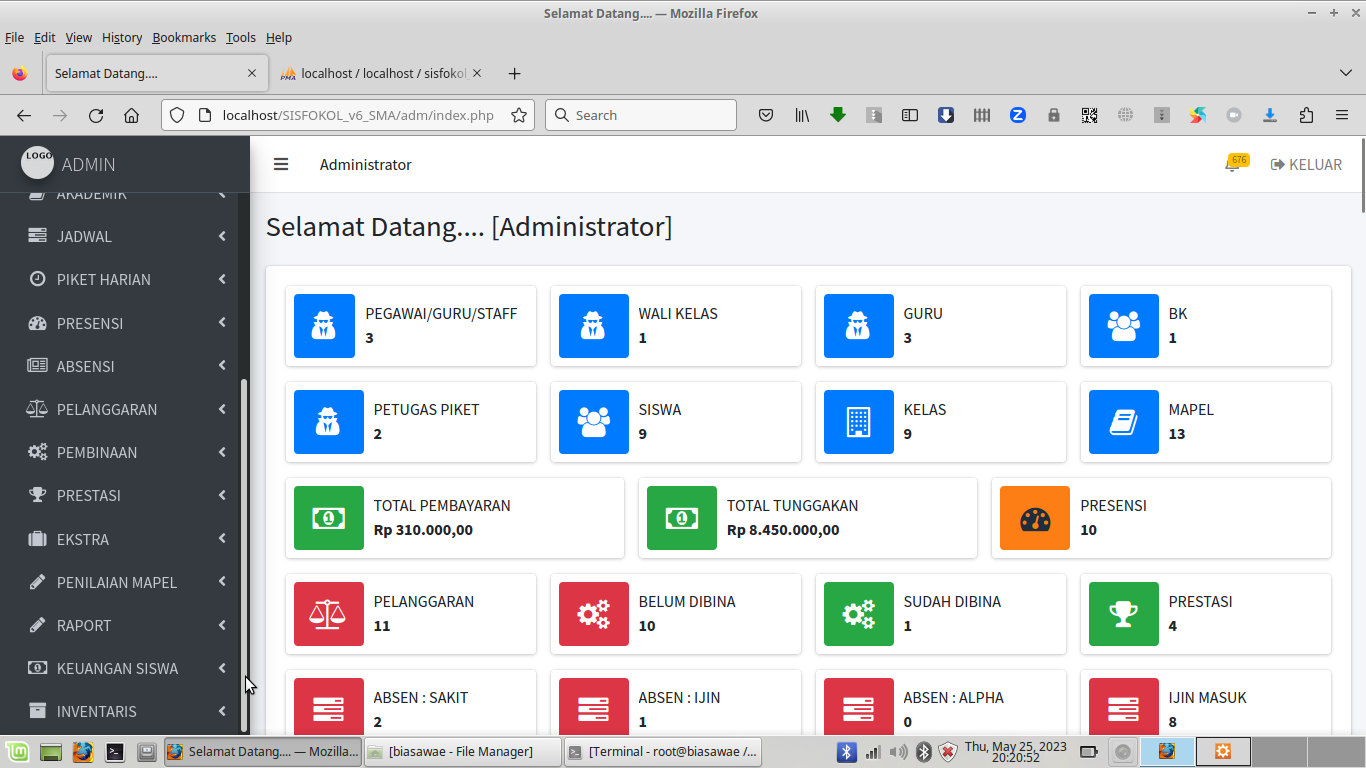 Selamat Datang.... — Mozilla Firefox
File Edit View History Bookmarks Tools Help
Selamat Datang....
localhost / localhost / sisfokol
localhost/SISFOKOL_v6_SMA/adm/index.php
Search
LOGO
ADMIN
Administrator
676
KELUAR
AKADEMIK
JADWAL
PIKET HARIAN
PRESENSI
ABSENSI
PELANGGARAN
PEMBINAAN
PRESTASI
EKSTRA
PENILAIAN MAPEL
RAPORT
KEUANGAN SISWA
INVENTARIS
Selamat Datang.... [Administrator]
PEGAWAI/GURU/STAFF
3
WALI KELAS
1
GURU
3
BK
1
PETUGAS PIKET
2
SISWA
9
KELAS
9
MAPEL
13
TOTAL PEMBAYARAN
Rp 310.000,00
TOTAL TUNGGAKAN
Rp 8.450.000,00
PRESENSI
10
PELANGGARAN
11
BELUM DIBINA
10
SUDAH DIBINA
1
PRESTASI
4
ABSEN : SAKIT
2
ABSEN : IJIN
1
ABSEN : ALPHA
0
IJIN MASUK
8
Selamat Datang.... — Mozilla...
[biasawae - File Manager]
[Terminal - root@biasawae /...
Thu, May 25, 2023
20:20:52